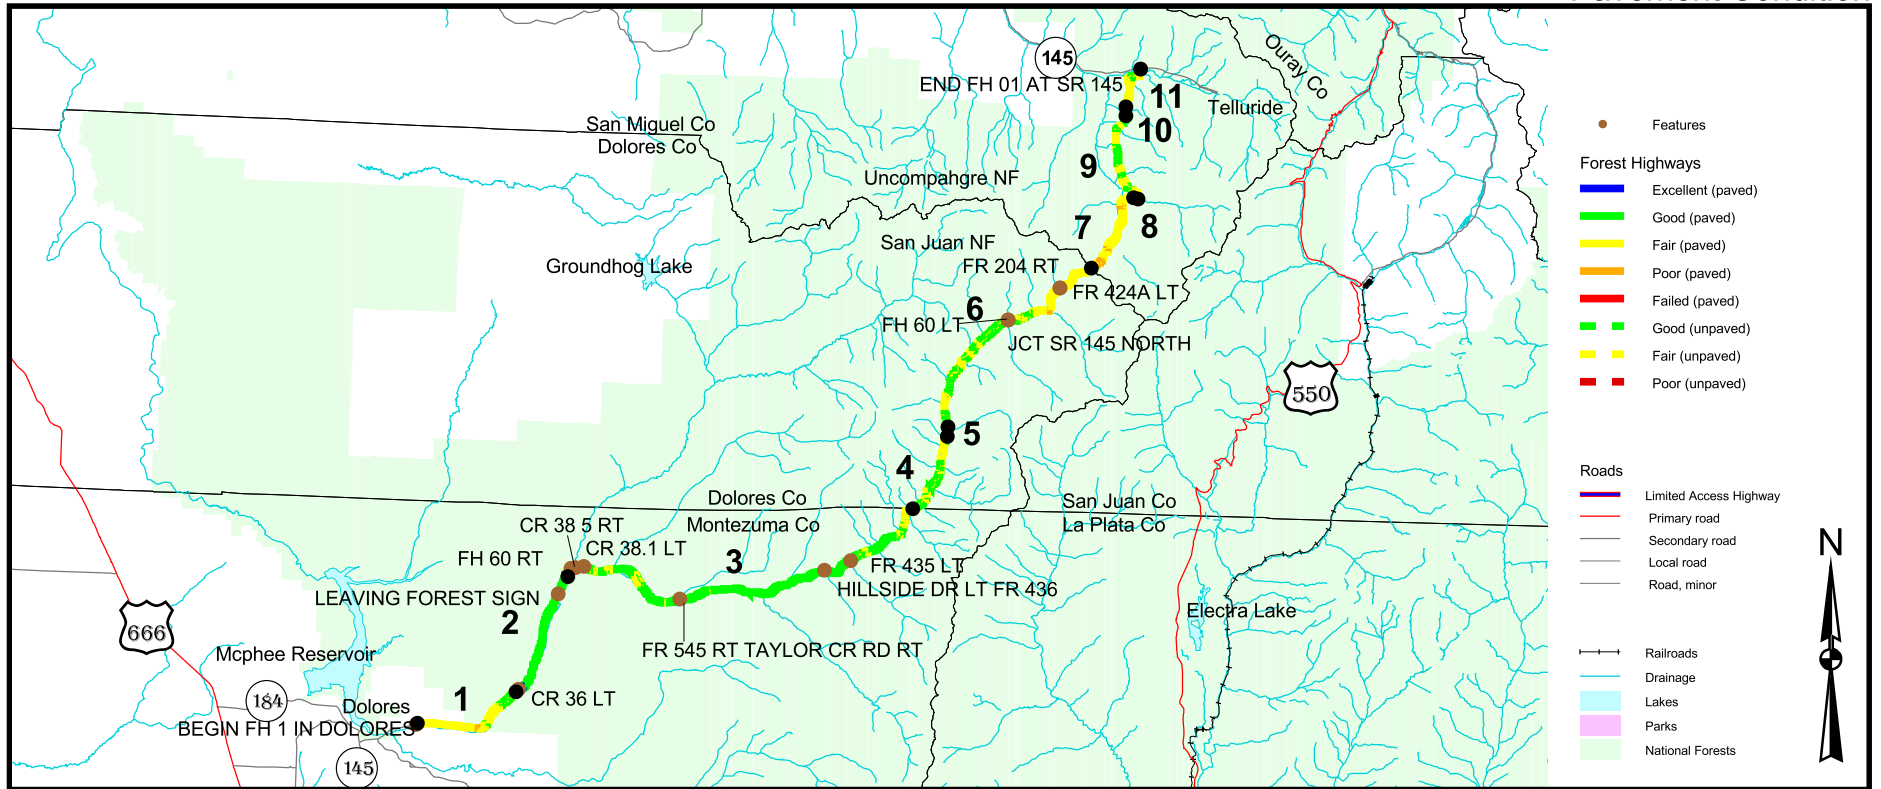 145
END FH 01 AT SR 145
Ouray Co
11
Telluride
10
San Miguel Co
Dolores Co
9
Uncompahgre NF
8
7
San Juan NF
FR 204 RT
Groundhog Lake
FR 424A LT
6
FH 60 LT
JCT SR 145 NORTH
550
5
4
Dolores Co
Montezuma Co
San Juan Co
La Plata Co
CR 38 5 RT
CR 38.1 LT
FH 60 RT
3
FR 435 LT
HILLSIDE DR LT FR 436
LEAVING FOREST SIGN
2
Electra Lake
666
FR 545 RT TAYLOR CR RD RT
Mcphee Reservoir
184
1
CR 36 LT
Dolores
BEGIN FH 1 IN DOLORES
145
Features
Forest Highways
Excellent (paved)
Good (paved)
Fair (paved)
Poor (paved)
Failed (paved)
Good (unpaved)
Fair (unpaved)
Poor (unpaved)
Roads
Limited Access Highway
Primary road
Secondary road
Local road
Road, minor
N
Railroads
Drainage
Lakes
Parks
National Forests